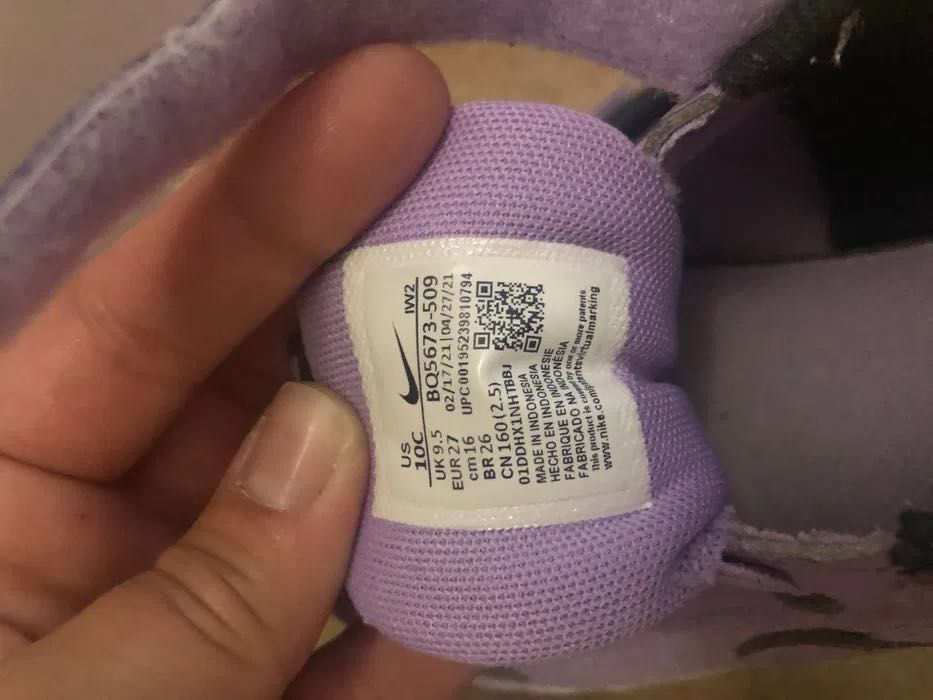 US
10C
IW2
UK 9.5
BQ5673-509
EUR 27
02/17/21|04/27/21
cm 16
UPC 00195239810794
BR 26
CN 160 (2.5)
01DDHX1NHTBBJ
MADE IN INDONESIA
HECHO EN INDONESIE
FABRIQUE EN INDONÉSIA
FABRICADO NA
This product is by one or more patents
www.nike.com/patentsvirtualmarking